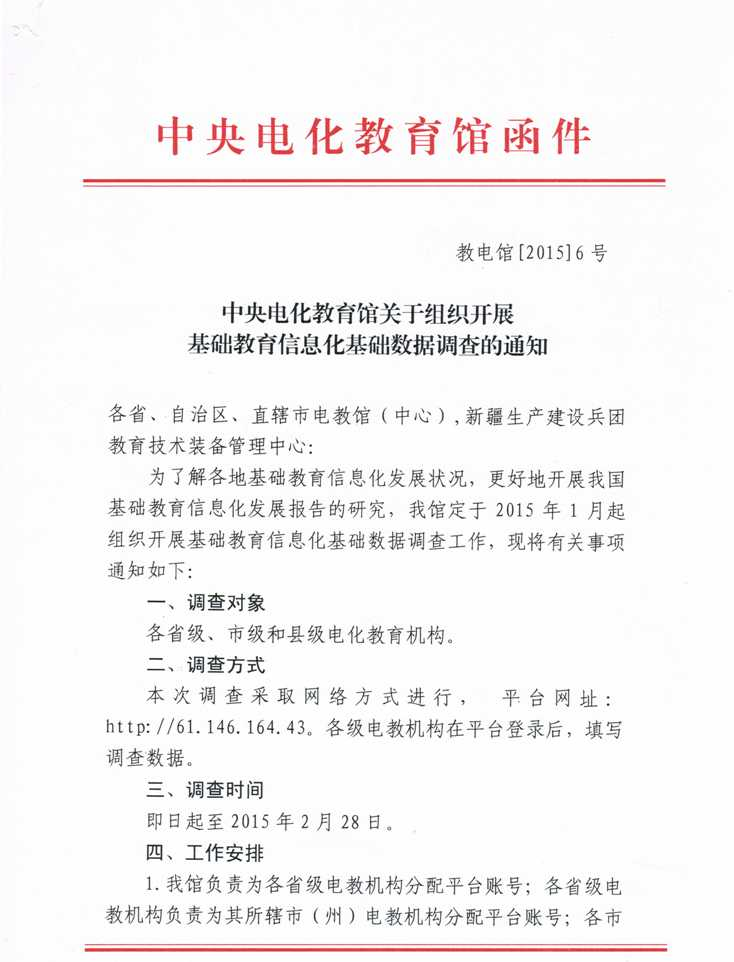 中央电化教育馆函件
教电馆[2015]6号
中央电化教育馆关于组织开展
基础教育信息化基础数据调查的通知
各省、自治区、直辖市电教馆（中心）,新疆生产建设兵团
教育技术装备管理中心：
为了解各地基础教育信息化发展状况，更好地开展我国
基础教育信息化发展报告的研究，我馆定于 2015 年 1 月起
组织开展基础教育信息化基础数据调查工作，现将有关事项
通知如下：
一、调查对象
各省级、市级和县级电化教育机构。
二、调查方式
本次调查采取网络方式进行， 平台网址：
http://61.146.164.43。各级电教机构在平台登录后，填写
调查数据。
三、调查时间
即日起至 2015 年 2 月 28 日。
四、工作安排
1.我馆负责为各省级电教机构分配平台账号；各省级电
教机构负责为其所辖市（州）电教机构分配平台账号；各市